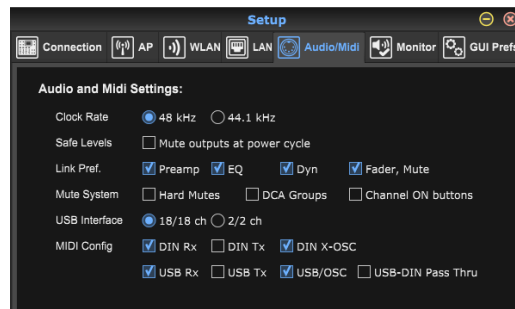 Setup
Connection AP WLAN LAN Audio/Midi Monitor GUI Prefs
Audio and Midi Settings:
Clock Rate 48 kHz 44.1 kHz
Safe Levels Mute outputs at power cycle
Link Pref. Preamp EQ Dyn Fader, Mute
Mute System Hard Mutes DCA Groups Channel ON buttons
USB Interface 18/18 ch 2/2 ch
MIDI Config DIN Rx DIN Tx DIN X-OSC
USB Rx USB Tx USB/OSC USB-DIN Pass Thru